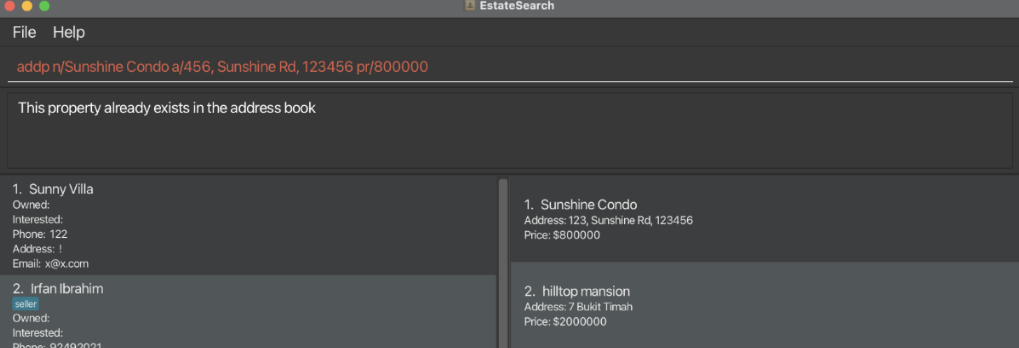 EstateSearch
File Help
addp n/Sunshine Condo a/456, Sunshine Rd, 123456 pr/800000
This property already exists in the address book
1. Sunny Villa
Owned:
Interested:
Phone: 122
Address: !
Email: x@x.com
2. Irfan Ibrahim
seller
Owned:
Interested:
Phone: 92492021
1. Sunshine Condo
Address: 123, Sunshine Rd, 123456
Price: $800000
2. hilltop mansion
Address: 7 Bukit Timah
Price: $2000000